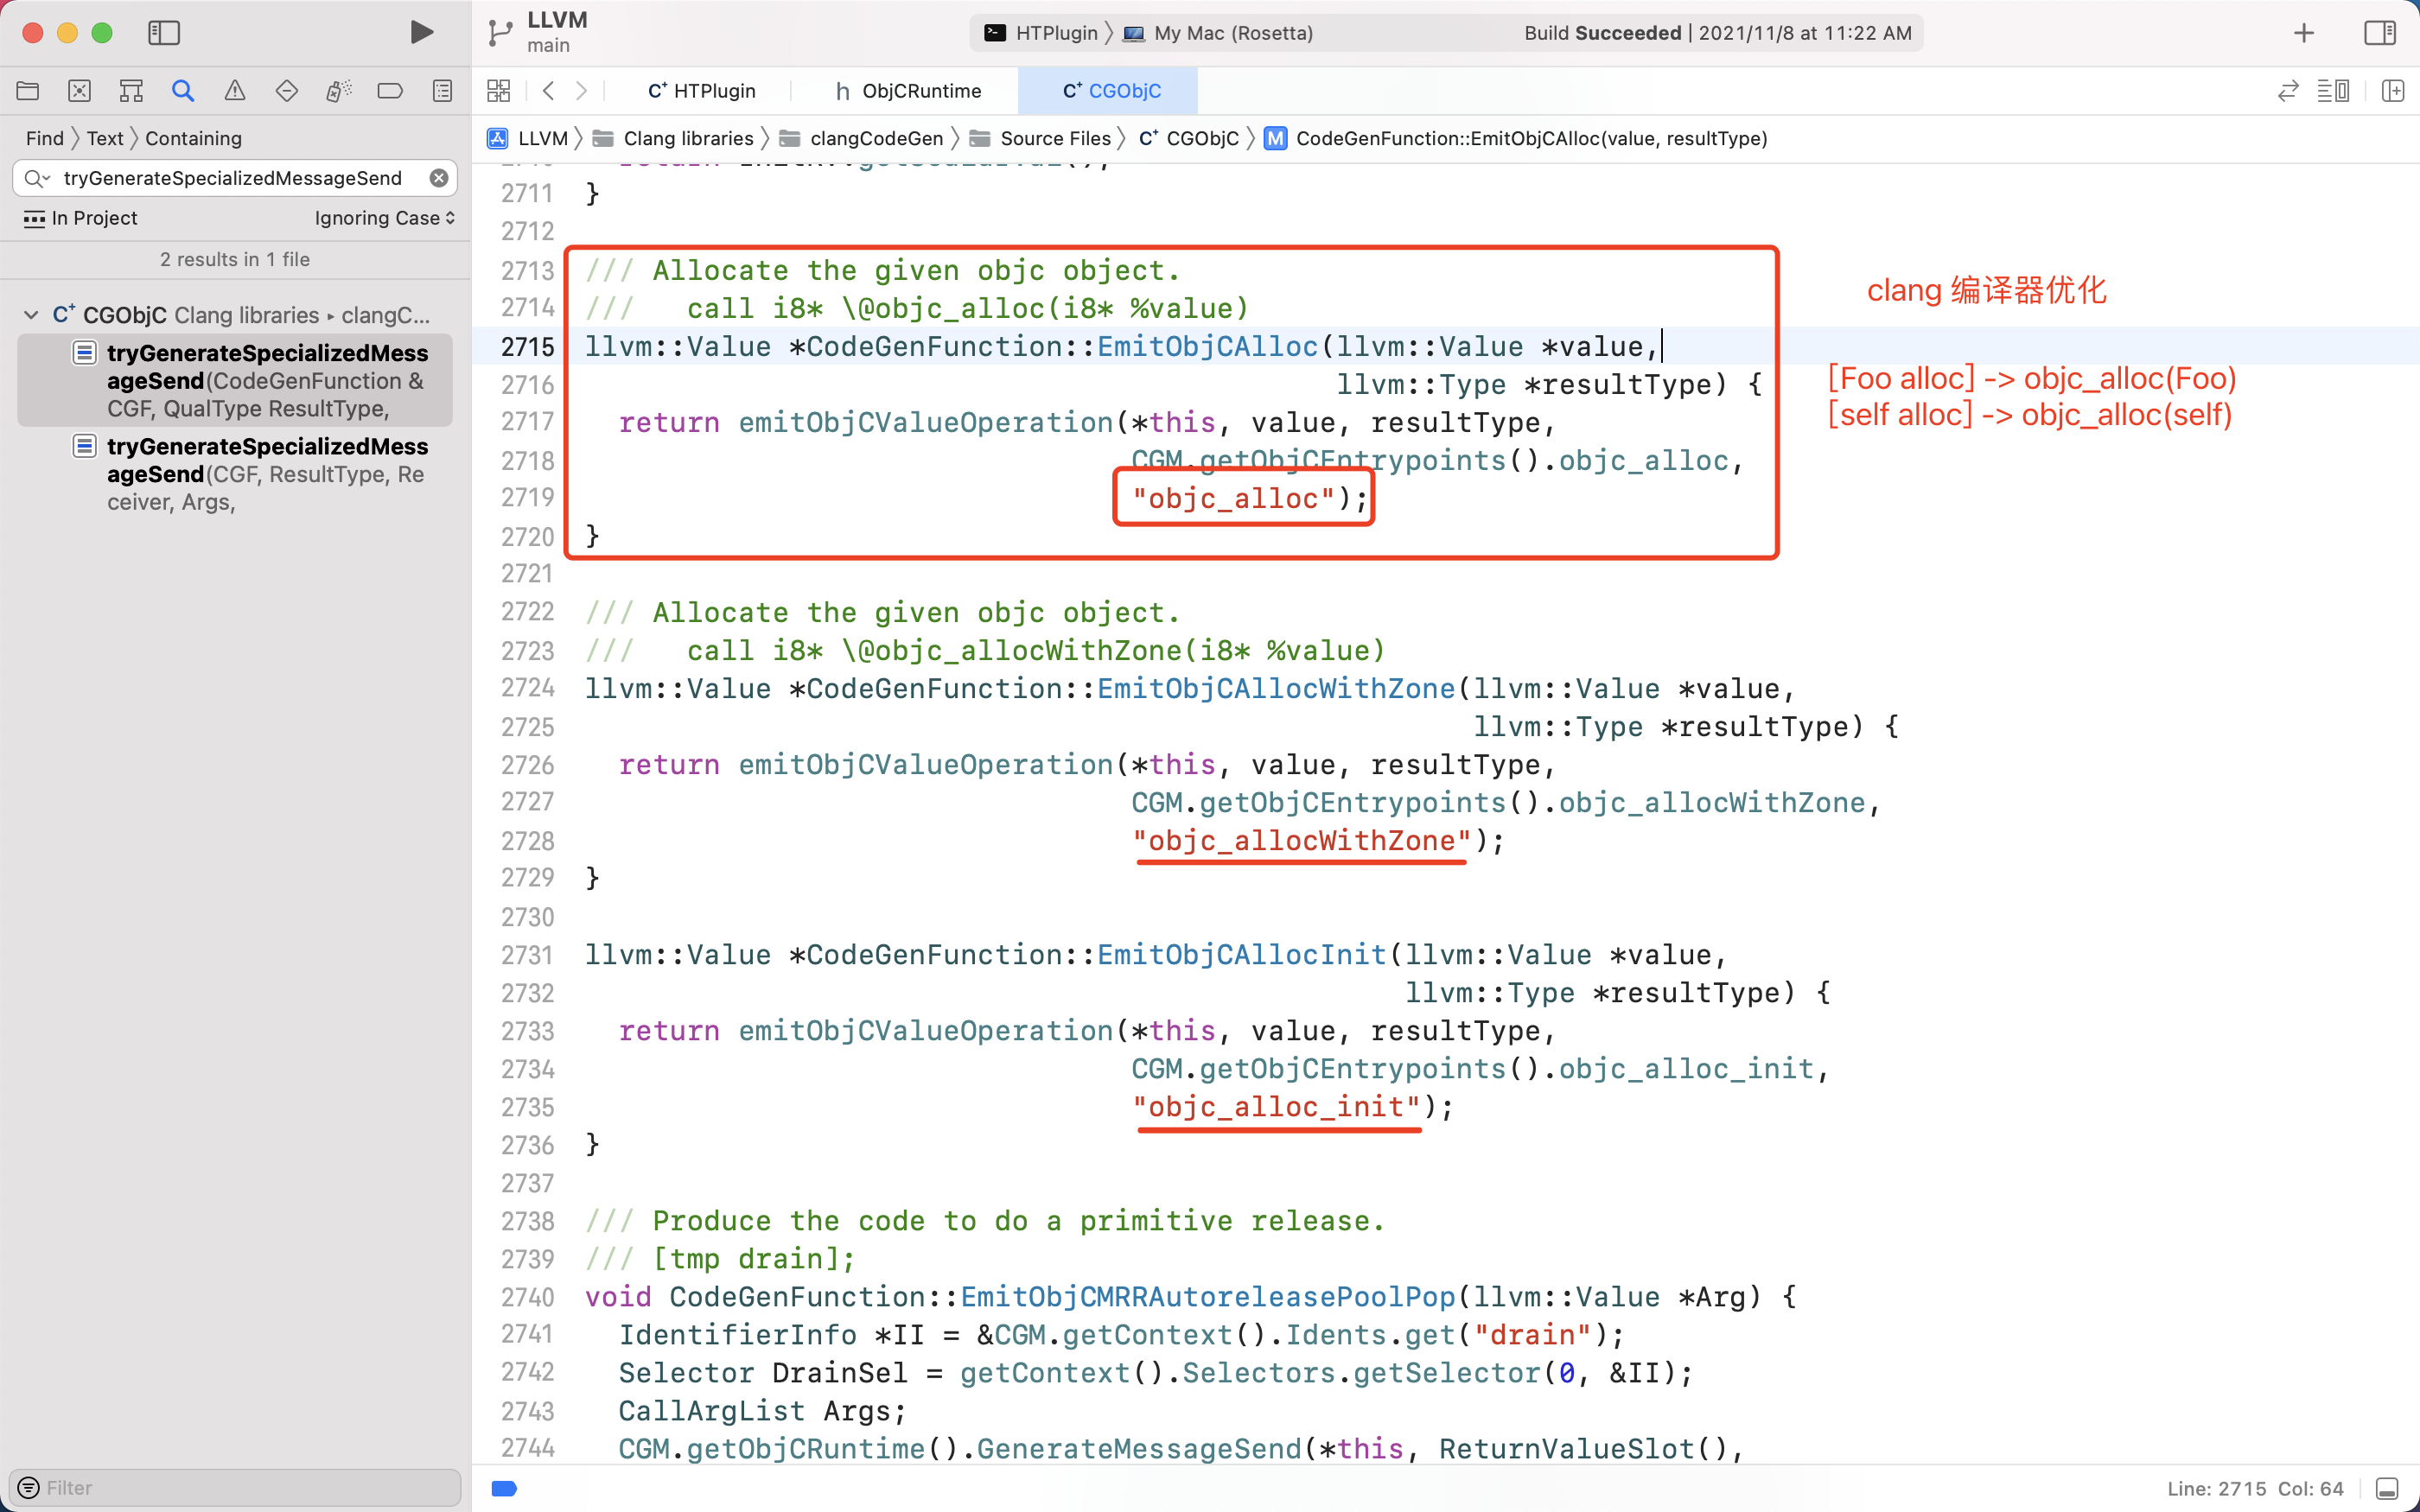 LLVM
main
HTPlugin 〉 My Mac (Rosetta)
Build Succeeded | 2021/11/8 at 11:22 AM
C+ HTPlugin
h ObjCRuntime
C+ CGObjC
Find 〉 Text 〉 Containing
LLVM 〉 Clang libraries 〉 clangCodeGen 〉 Source Files 〉 C+ CGObjC 〉 M CodeGenFunction::EmitObjCAlloc(value, resultType)
tryGenerateSpecializedMessageSend
In Project
Ignoring Case
2 results in 1 file
C+ CGObjC Clang libraries ▸ clangC...
tryGenerateSpecializedMess
ageSend(CodeGenFunction &
CGF, QualType ResultType,
tryGenerateSpecializedMess
ageSend(CGF, ResultType, Re
ceiver, Args,
Filter
2711 }
2712
2713 /// Allocate the given objc object.
2714 ///   call i8* \@objc_alloc(i8* %value)
2715 llvm::Value *CodeGenFunction::EmitObjCAlloc(llvm::Value *value,
2716                                             llvm::Type *resultType) {
2717   return emitObjCValueOperation(*this, value, resultType,
2718                                 CGM.getObjCEntrypoints().objc_alloc,
2719                                 "objc_alloc");
2720 }
2721
2722 /// Allocate the given objc object.
2723 ///   call i8* \@objc_allocWithZone(i8* %value)
2724 llvm::Value *CodeGenFunction::EmitObjCAllocWithZone(llvm::Value *value,
2725                                                     llvm::Type *resultType) {
2726   return emitObjCValueOperation(*this, value, resultType,
2727                                 CGM.getObjCEntrypoints().objc_allocWithZone,
2728                                 "objc_allocWithZone");
2729 }
2730
2731 llvm::Value *CodeGenFunction::EmitObjCAllocInit(llvm::Value *value,
2732                                                 llvm::Type *resultType) {
2733   return emitObjCValueOperation(*this, value, resultType,
2734                                 CGM.getObjCEntrypoints().objc_alloc_init,
2735                                 "objc_alloc_init");
2736 }
2737
2738 /// Produce the code to do a primitive release.
2739 /// [tmp drain];
2740 void CodeGenFunction::EmitObjCMRRAutoreleasePoolPop(llvm::Value *Arg) {
2741   IdentifierInfo *II = &CGM.getContext().Idents.get("drain");
2742   Selector DrainSel = getContext().Selectors.getSelector(0, &II);
2743   CallArgList Args;
2744   CGM.getObjCRuntime().GenerateMessageSend(*this, ReturnValueSlot(),
clang 编译器优化
[Foo alloc] -> objc_alloc(Foo)
[self alloc] -> objc_alloc(self)
Line: 2715 Col: 64